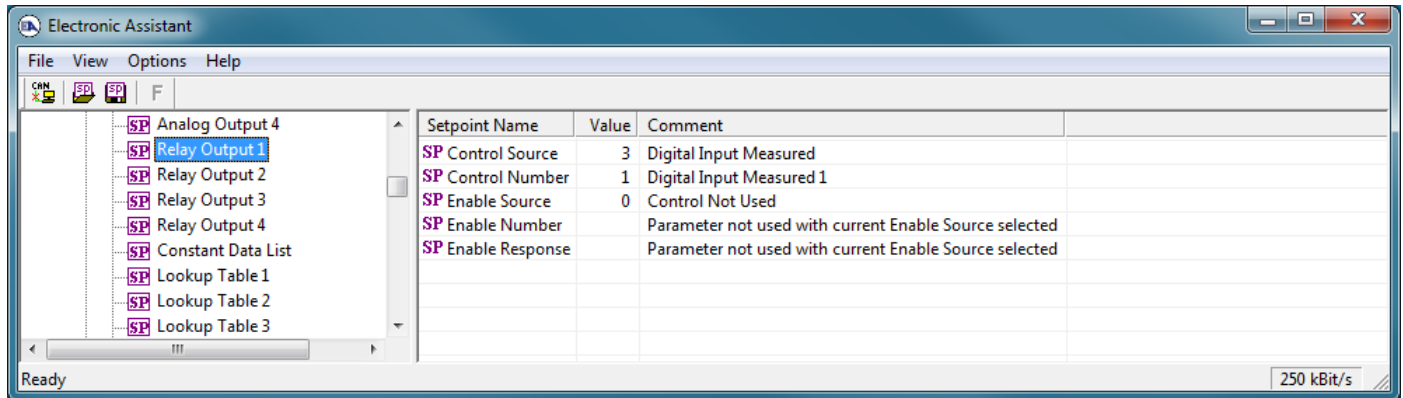 Electronic Assistant
File View Options Help
CAN SP SP F
SP Analog Output 4
SP Relay Output 1
SP Relay Output 2
SP Relay Output 3
SP Relay Output 4
SP Constant Data List
SP Lookup Table 1
SP Lookup Table 2
SP Lookup Table 3
Setpoint Name Value Comment
SP Control Source 3 Digital Input Measured
SP Control Number 1 Digital Input Measured 1
SP Enable Source 0 Control Not Used
SP Enable Number Parameter not used with current Enable Source selected
SP Enable Response Parameter not used with current Enable Source selected
Ready 250 kBit/s